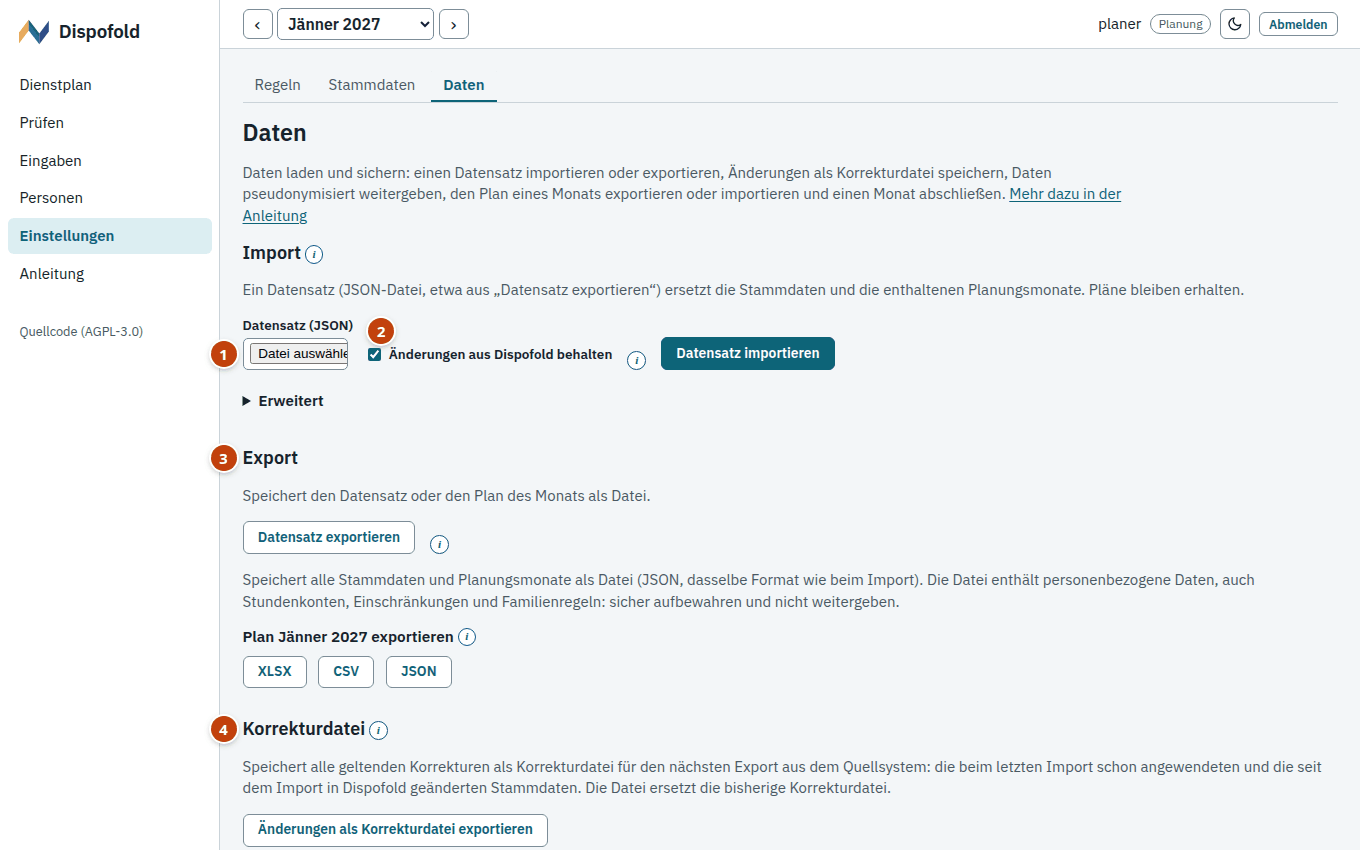 Dispofold
‹ Jänner 2027 ›
planer Planung Abmelden
Dienstplan
Prüfen
Eingaben
Personen
Einstellungen
Anleitung
Quellcode (AGPL-3.0)
Regeln Stammdaten Daten
Daten
Daten laden und sichern: einen Datensatz importieren oder exportieren, Änderungen als Korrekturdatei speichern, Daten
pseudonymisiert weitergeben, den Plan eines Monats exportieren oder importieren und einen Monat abschließen. Mehr dazu in der
Anleitung
Import i
Ein Datensatz (JSON-Datei, etwa aus „Datensatz exportieren“) ersetzt die Stammdaten und die enthaltenen Planungsmonate. Pläne bleiben erhalten.
Datensatz (JSON) 2
1 Datei auswähle Änderungen aus Dispofold behalten i Datensatz importieren
Erweitert
3 Export
Speichert den Datensatz oder den Plan des Monats als Datei.
Datensatz exportieren i
Speichert alle Stammdaten und Planungsmonate als Datei (JSON, dasselbe Format wie beim Import). Die Datei enthält personenbezogene Daten, auch
Stundenkonten, Einschränkungen und Familienregeln: sicher aufbewahren und nicht weitergeben.
Plan Jänner 2027 exportieren i
XLSX CSV JSON
4 Korrekturdatei i
Speichert alle geltenden Korrekturen als Korrekturdatei für den nächsten Export aus dem Quellsystem: die beim letzten Import schon angewendeten und die seit
dem Import in Dispofold geänderten Stammdaten. Die Datei ersetzt die bisherige Korrekturdatei.
Änderungen als Korrekturdatei exportieren